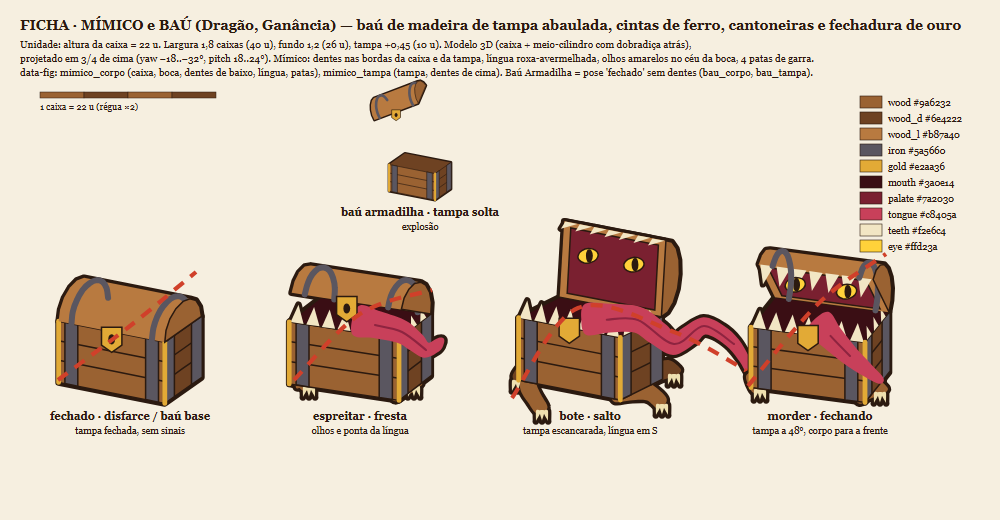 FICHA · MÍMICO e BAÚ (Dragão, Ganância) — baú de madeira de tampa abaulada, cintas de ferro, cantoneiras e fechadura de ouro
Unidade: altura da caixa = 22 u. Largura 1,8 caixas (40 u), fundo 1,2 (26 u), tampa +0,45 (10 u). Modelo 3D (caixa + meio-cilindro com dobradiça atrás),
projetado em 3/4 de cima (yaw −18..−32°, pitch 18..24°). Mímico: dentes nas bordas da caixa e da tampa, língua roxa-avermelhada, olhos amarelos no céu da boca, 4 patas de garra.
data-fig: mimico_corpo (caixa, boca, dentes de baixo, língua, patas), mimico_tampa (tampa, dentes de cima). Baú Armadilha = pose 'fechado' sem dentes (bau_corpo, bau_tampa).
1 caixa = 22 u (régua ×2)
wood #9a6232
wood_d #6e4222
wood_l #b87a40
iron #5a5660
gold #e2aa36
mouth #3a0e14
palate #7a2030
tongue #c8405a
teeth #f2e6c4
eye #ffd23a
baú armadilha · tampa solta
explosão
fechado · disfarce / baú base
tampa fechada, sem sinais
espreitar · fresta
olhos e ponta da língua
bote · salto
tampa escancarada, língua em S
morder · fechando
tampa a 48°, corpo para a frente